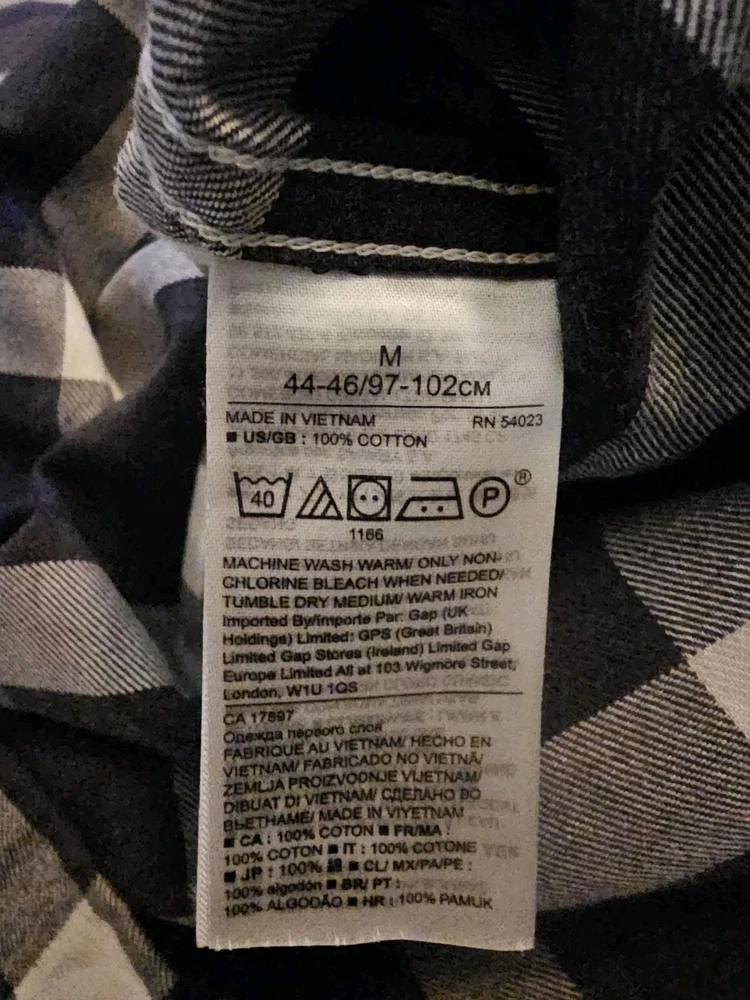 M
44-46/97-102CM
MADE IN VIETNAM RN 54023
■ US/GB : 100% COTTON
40 P ®
1166
MACHINE WASH WARM/ ONLY NON-
CHLORINE BLEACH WHEN NEEDED/
TUMBLE DRY MEDIUM/ WARM IRON
Imported By/Importe Par: Gap (UK
Holdings) Limited: GPS (Great Britain)
Limited Gap Stores (Ireland) Limited Gap
Europe Limited All at 103 Wigmore Street,
London, W1U 1QS
CA 17897
Одежда первого слоя
FABRIQUE AU VIETNAM/ HECHO EN
VIETNAM/ FABRICADO NO VIETNÃ/
ZEMLJA PROIZVODNJE VIJETNAM/
DIBUAT DI VIETNAM/ СДЕЛАНО ВО
ВЬЕТНАМЕ/ MADE IN VIYETNAM
■ CA : 100% COTON ■ FR/MA :
100% COTON ■ IT : 100% COTONE
■ JP : 100% 綿 ■ CL/ MX/PA/PE :
100% algodón ■ BR/ PT :
100% ALGODÃO ■ HR : 100% PAMUK